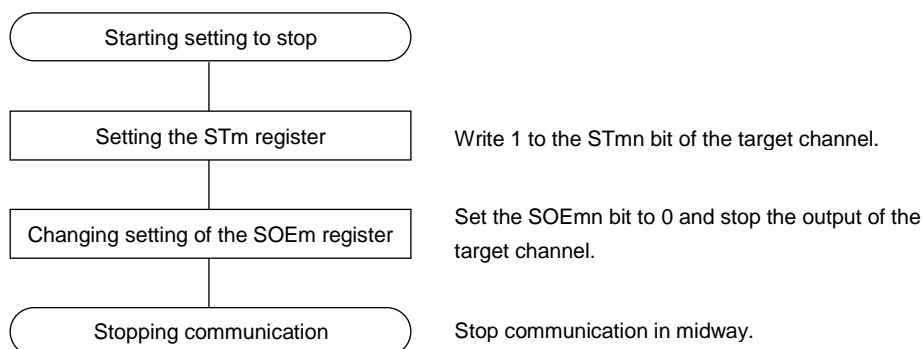 Starting setting to stop
Setting the STm register
Write 1 to the STmn bit of the target channel.
Changing setting of the SOEm register
Set the SOEmn bit to 0 and stop the output of the
target channel.
Stopping communication
Stop communication in midway.